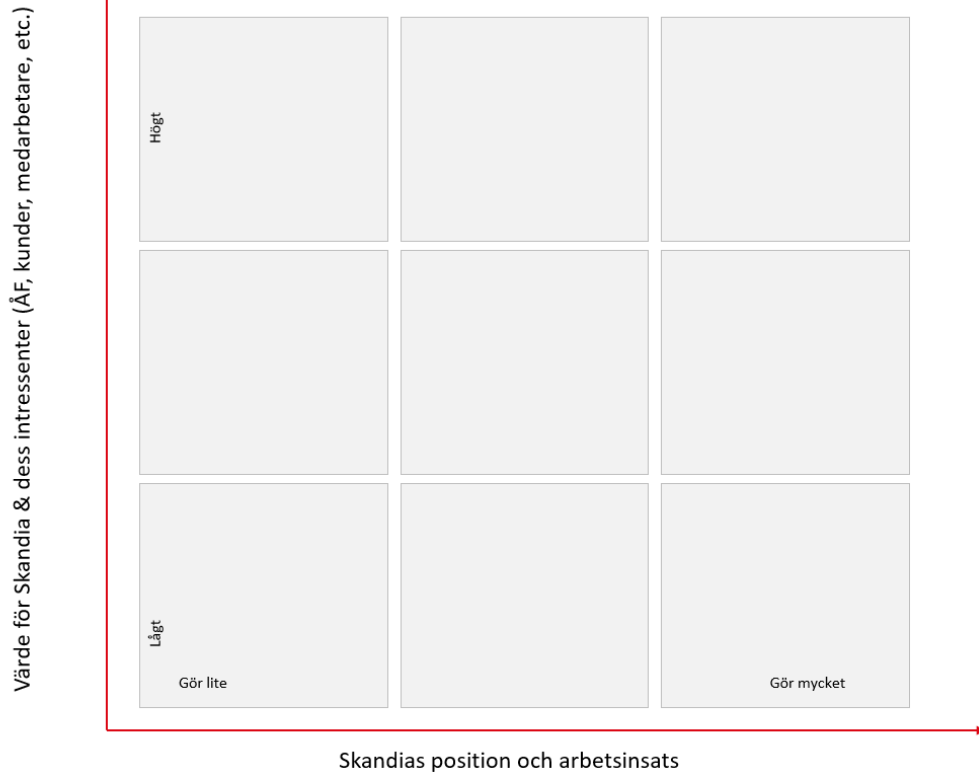 Värde för Skandia & dess intressenter (ÅF, kunder, medarbetare, etc.)
Högt
Lågt
Gör lite
Gör mycket
Skandias position och arbetsinsats